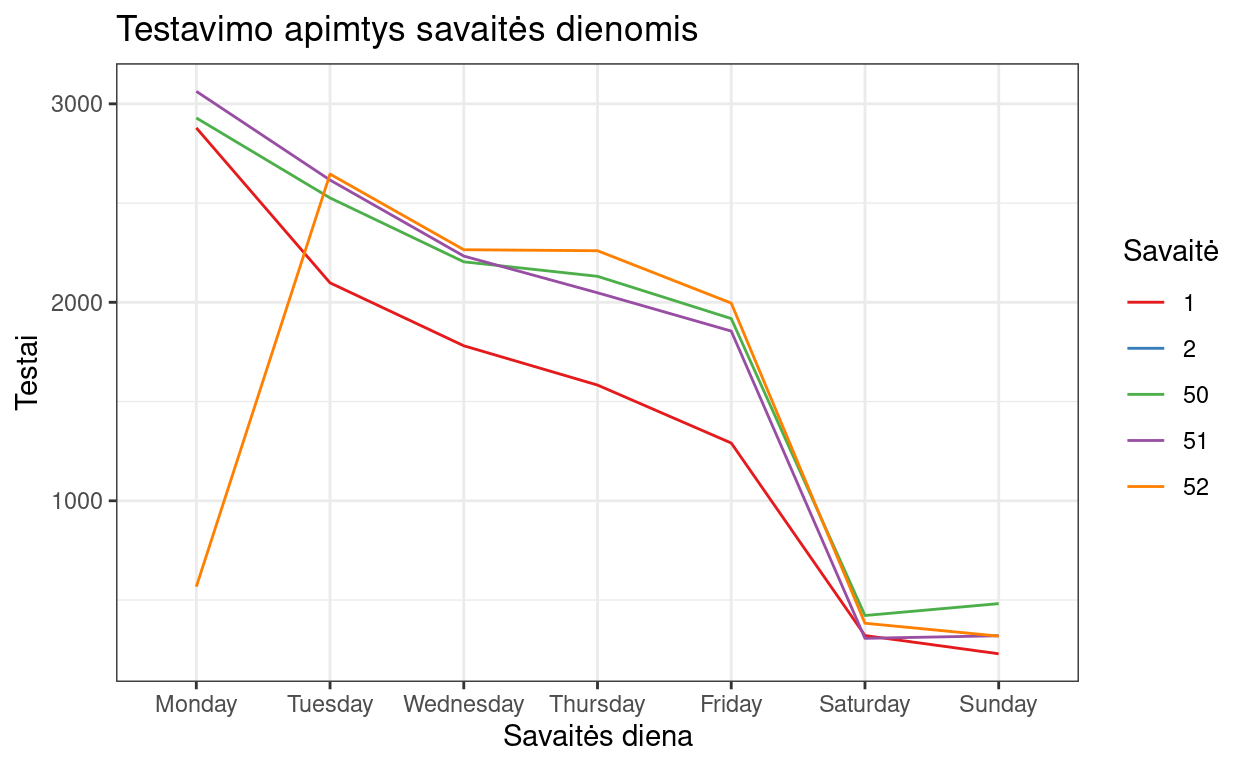 Testavimo apimtys savaitės dienomis
3000
2000
1000
Testai
Monday Tuesday Wednesday Thursday Friday Saturday Sunday
Savaitės diena
Savaitė
1
2
50
51
52